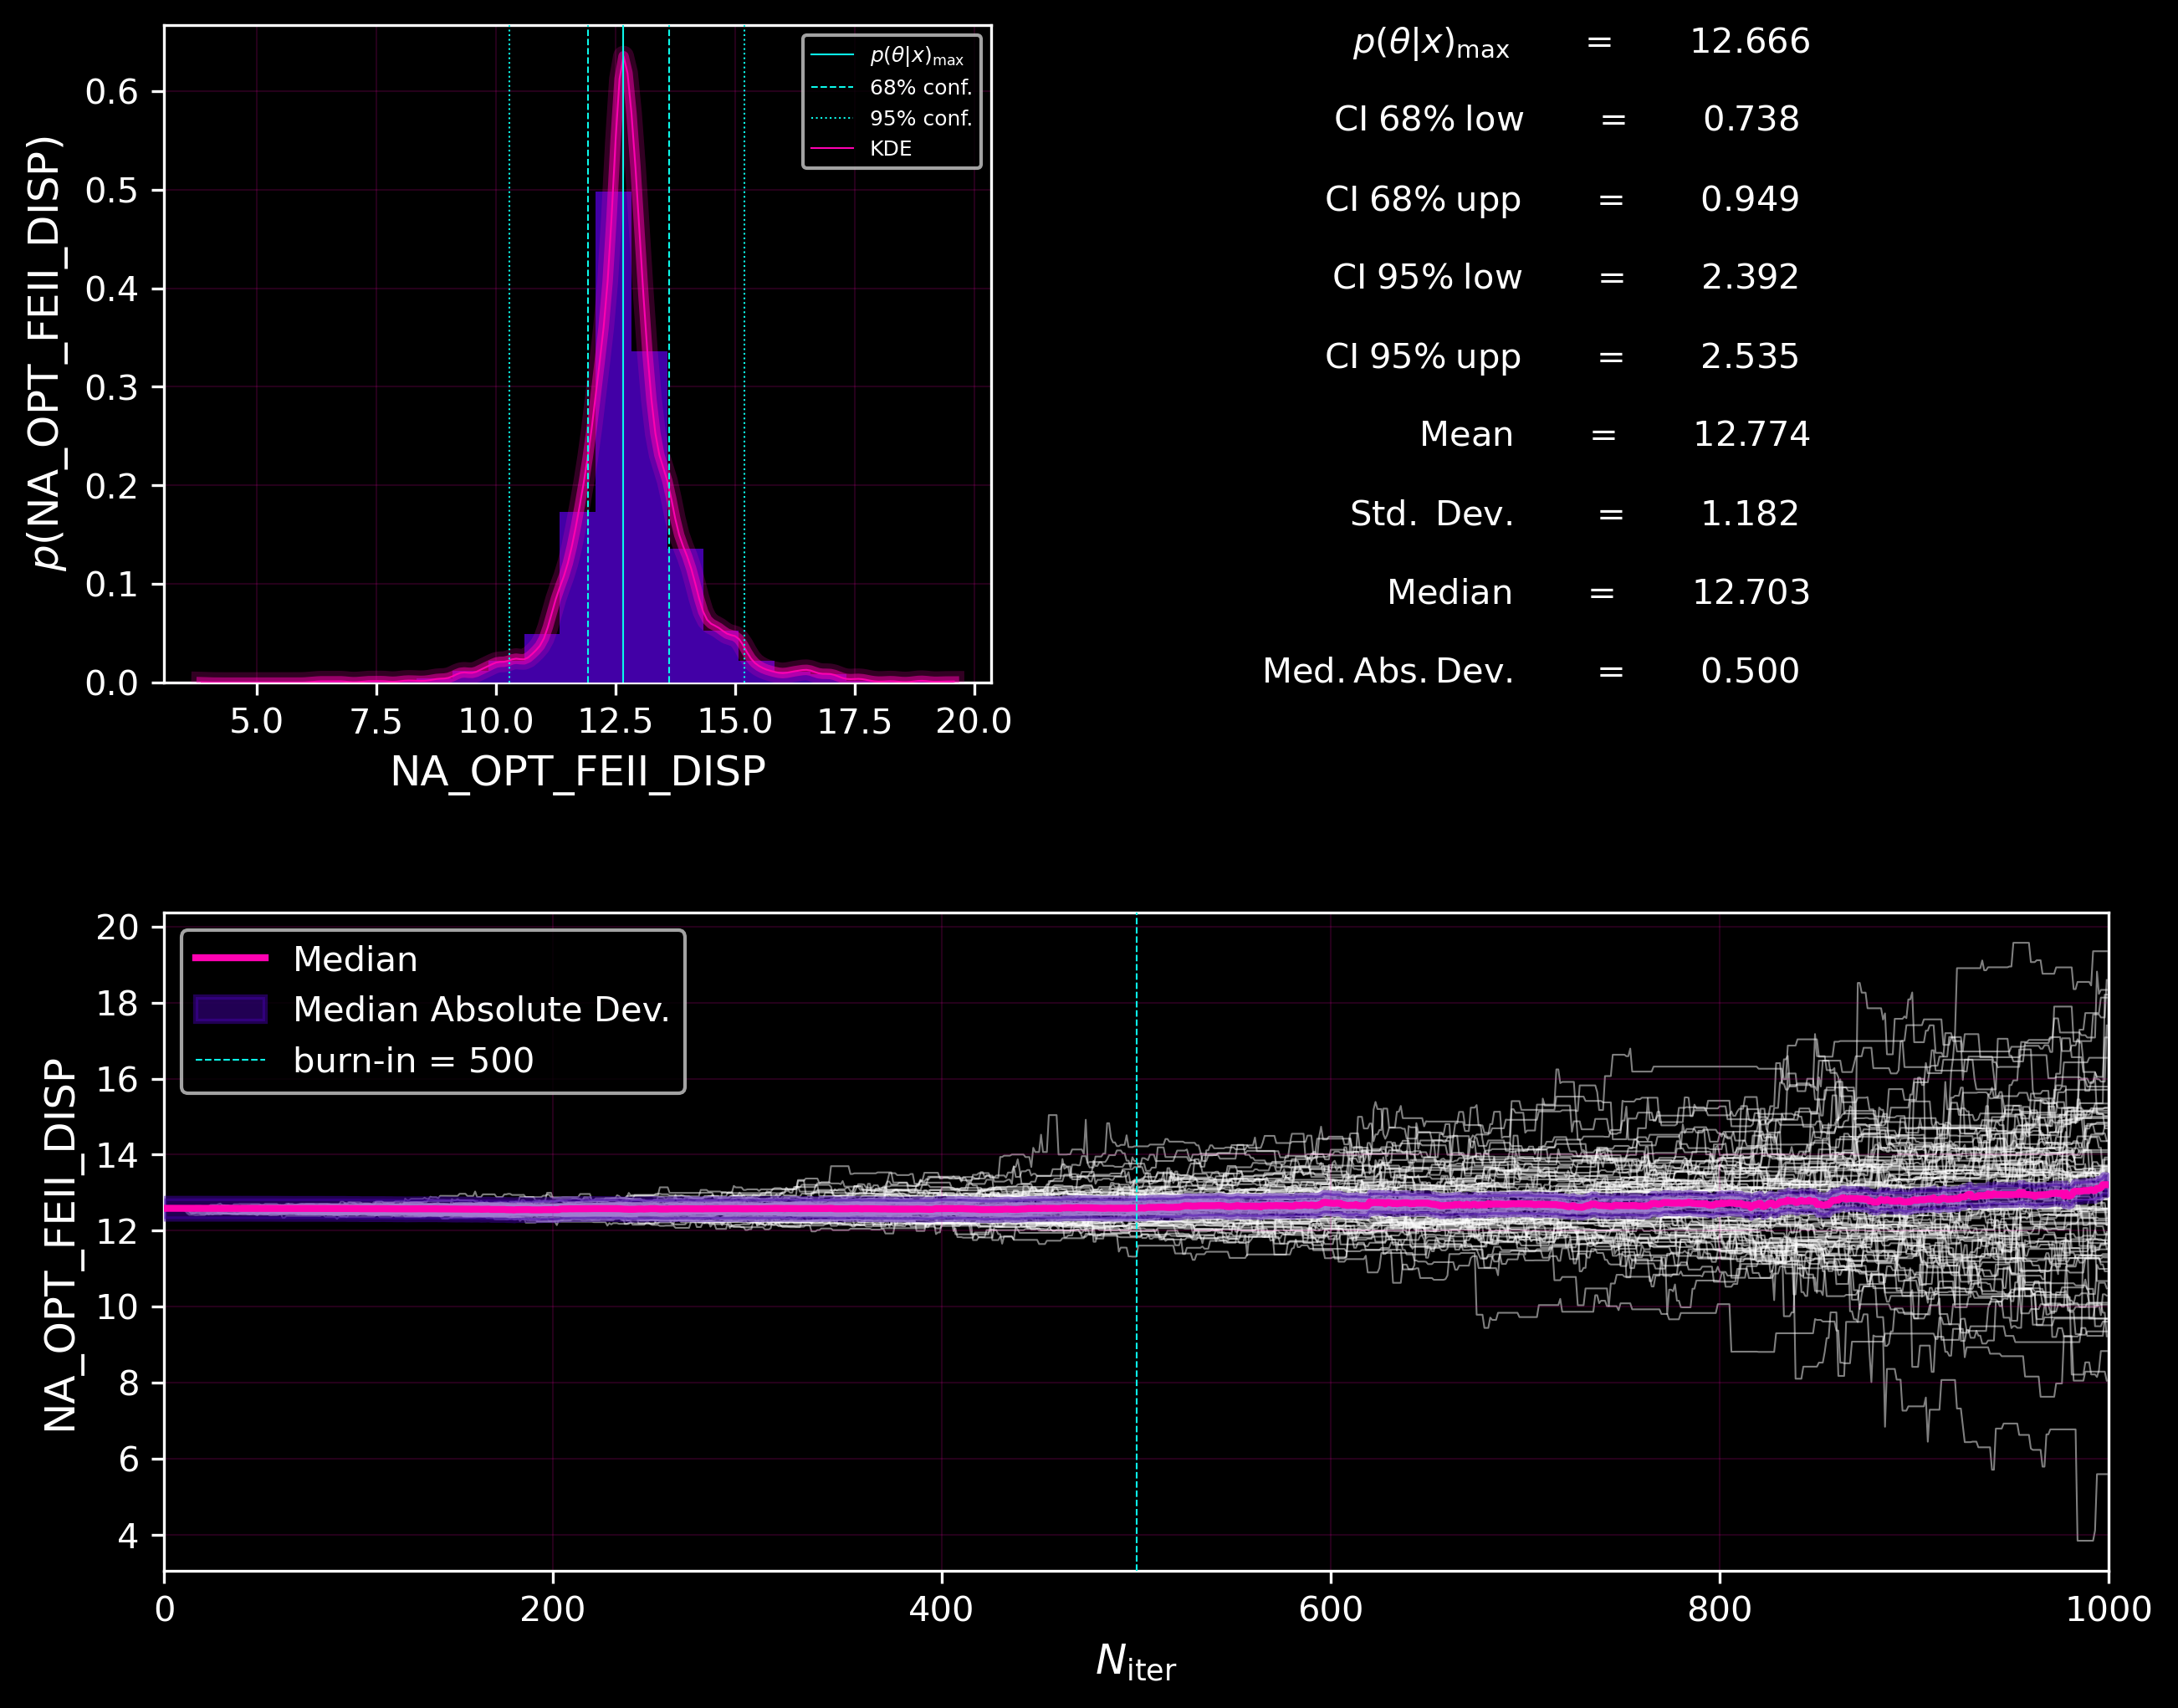 p(θ|x)max
68% conf.
95% conf.
KDE
p(NA_OPT_FEII_DISP)
0.6
0.5
0.4
0.3
0.2
0.1
0.0
5.0 7.5 10.0 12.5 15.0 17.5 20.0
NA_OPT_FEII_DISP
p(θ|x)max = 12.666
CI 68% low = 0.738
CI 68% upp = 0.949
CI 95% low = 2.392
CI 95% upp = 2.535
Mean = 12.774
Std. Dev. = 1.182
Median = 12.703
Med. Abs. Dev. = 0.500
Median
Median Absolute Dev.
burn-in = 500
NA_OPT_FEII_DISP
20
18
16
14
12
10
8
6
4
0 200 400 600 800 1000
Niter